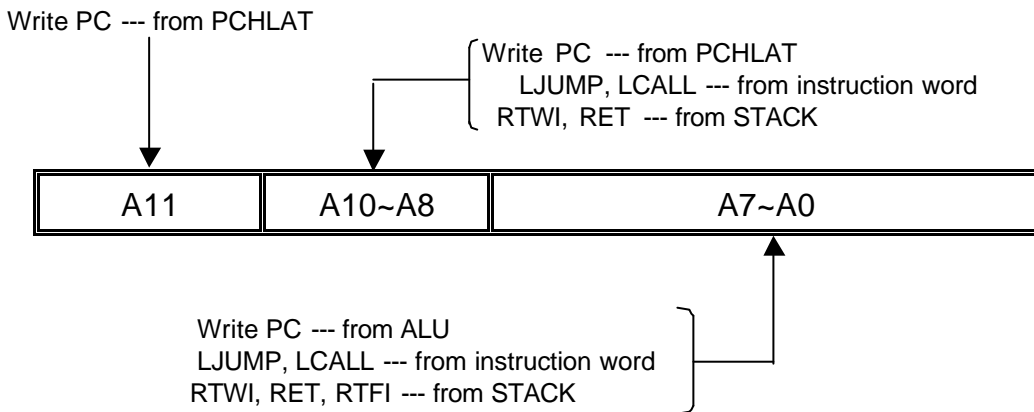 Write PC --- from PCHLAT
Write PC --- from PCHLAT
LJUMP, LCALL --- from instruction word
RTWI, RET --- from STACK
A11 A10~A8 A7~A0
Write PC --- from ALU
LJUMP, LCALL --- from instruction word
RTWI, RET, RTFI --- from STACK